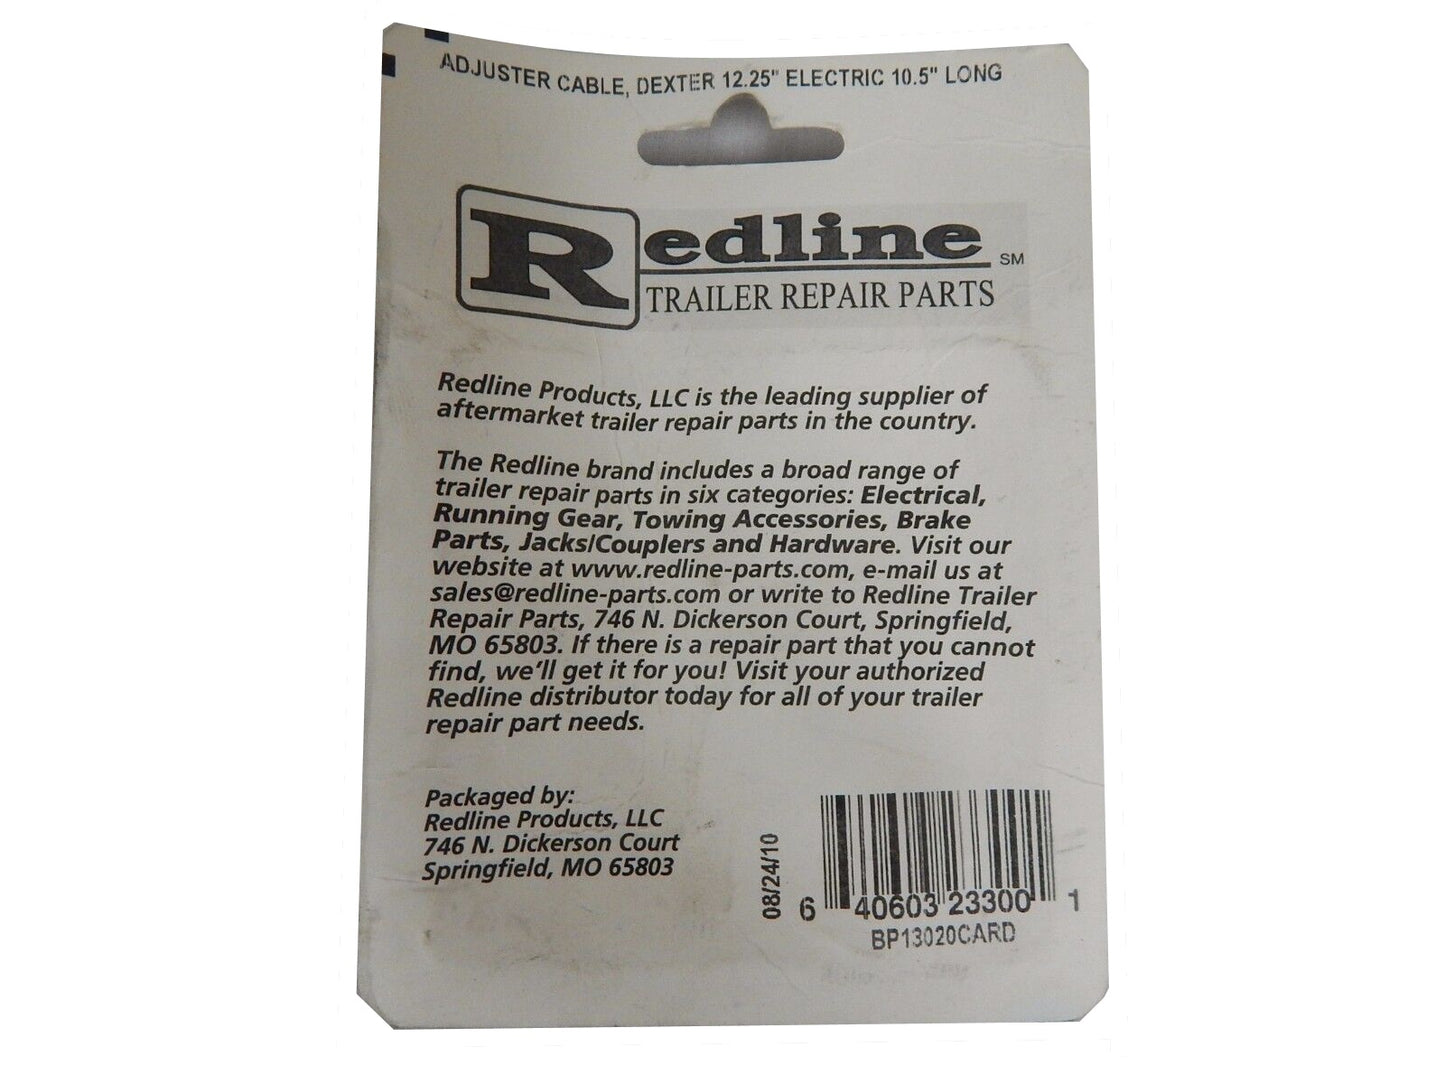 ADJUSTER CABLE, DEXTER 12.25" ELECTRIC 10.5" LONG
Redline SM
TRAILER REPAIR PARTS
Redline Products, LLC is the leading supplier of
aftermarket trailer repair parts in the country.
The Redline brand includes a broad range of
trailer repair parts in six categories: Electrical,
Running Gear, Towing Accessories, Brake
Parts, Jacks/Couplers and Hardware. Visit our
website at www.redline-parts.com, e-mail us at
sales@redline-parts.com or write to Redline Trailer
Repair Parts, 746 N. Dickerson Court, Springfield,
MO 65803. If there is a repair part that you cannot
find, we'll get it for you! Visit your authorized
Redline distributor today for all of your trailer
repair part needs.
Packaged by:
Redline Products, LLC
746 N. Dickerson Court
Springfield, MO 65803
08/24/10
6 40603 23300 1
BP13020CARD